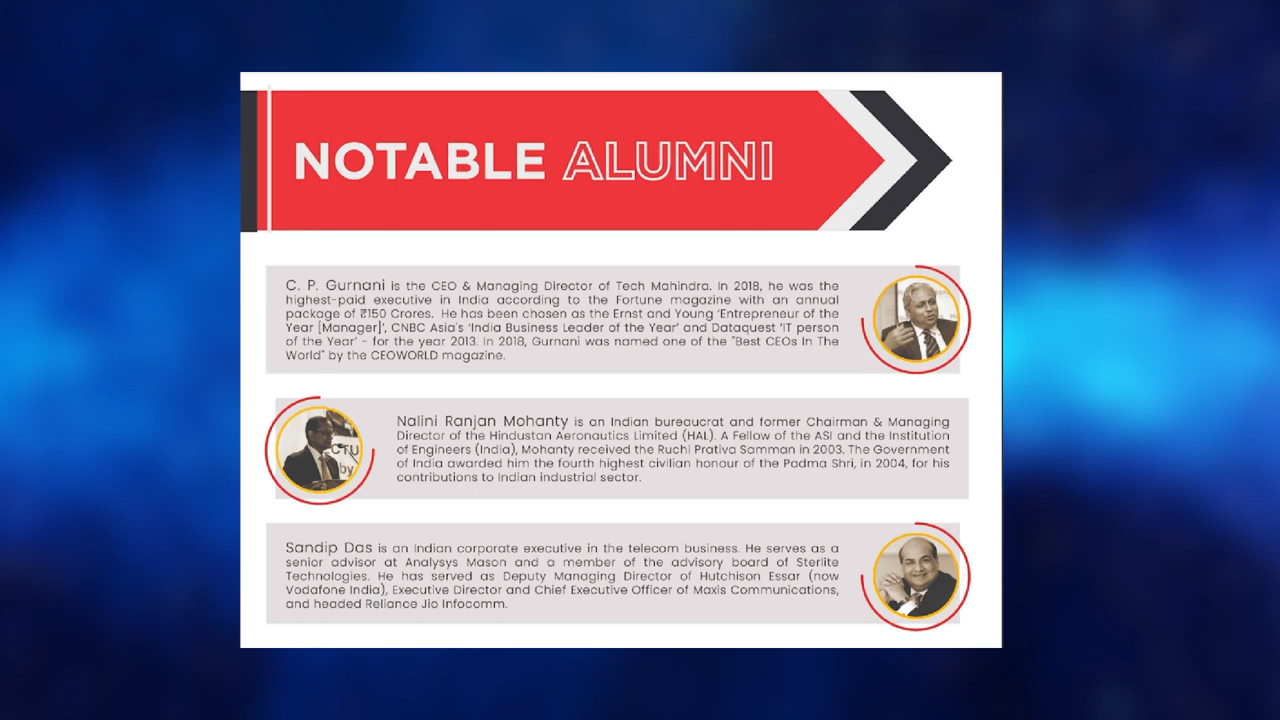 NOTABLE ALUMNI
C. P. Gurnani is the CEO & Managing Director of Tech Mahindra. In 2018, he was the
highest-paid executive in India according to the Fortune magazine with an annual
package of ₹150 Crores. He has been chosen as the Ernst and Young 'Entrepreneur of the
Year [Manager]', CNBC Asia's 'India Business Leader of the Year' and Dataquest 'IT person
of the Year' - for the year 2013. In 2018, Gurnani was named one of the "Best CEOs In The
World" by the CEOWORLD magazine.
CTU
by
Nalini Ranjan Mohanty is an Indian bureaucrat and former Chairman & Managing
Director of the Hindustan Aeronautics Limited (HAL). A Fellow of the ASI and the Institution
of Engineers (India), Mohanty received the Ruchi Prativa Samman in 2003. The Government
of India awarded him the fourth highest civilian honour of the Padma Shri, in 2004, for his
contributions to Indian industrial sector.
Sandip Das is an Indian corporate executive in the telecom business. He serves as a
senior advisor at Analysys Mason and a member of the advisory board of Sterlite
Technologies. He has served as Deputy Managing Director of Hutchison Essar (now
Vodafone India), Executive Director and Chief Executive Officer of Maxis Communications,
and headed Reliance Jio Infocomm.